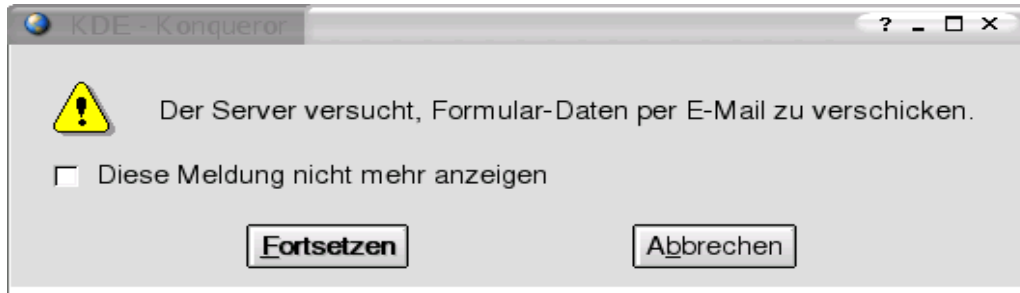 KDE - Konqueror
Der Server versucht, Formular-Daten per E-Mail zu verschicken.
Diese Meldung nicht mehr anzeigen
Fortsetzen
Abbrechen